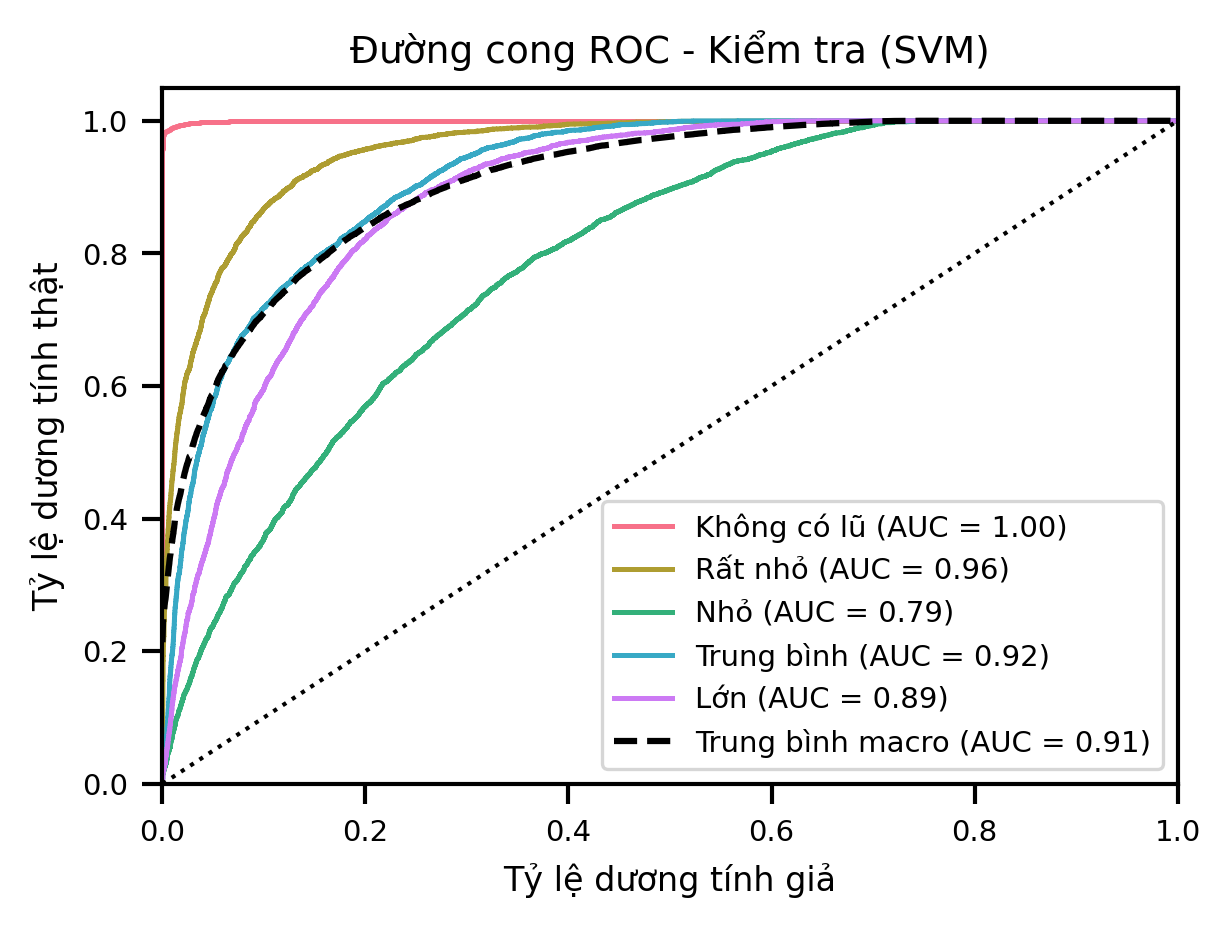 Đường cong ROC - Kiểm tra (SVM)
Tỷ lệ dương tính thật
1.0
0.8
0.6
0.4
0.2
0.0
Không có lũ (AUC = 1.00)
Rất nhỏ (AUC = 0.96)
Nhỏ (AUC = 0.79)
Trung bình (AUC = 0.92)
Lớn (AUC = 0.89)
Trung bình macro (AUC = 0.91)
0.0 0.2 0.4 0.6 0.8 1.0
Tỷ lệ dương tính giả